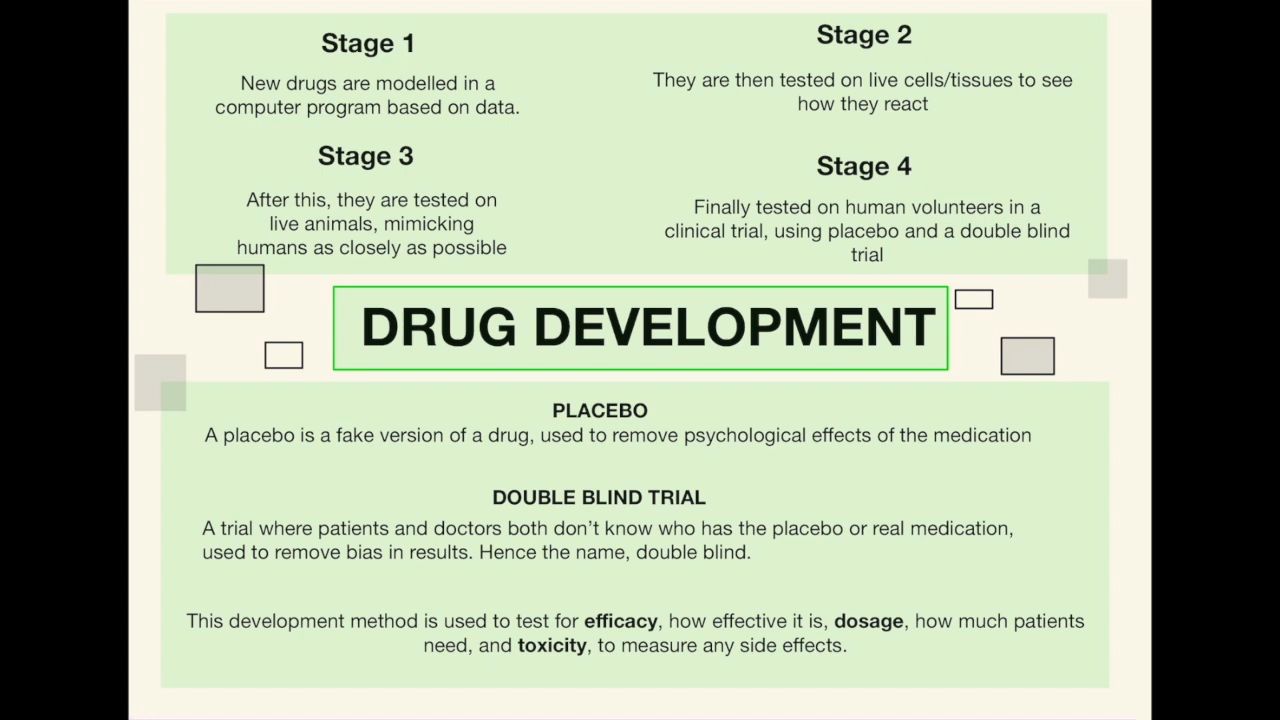 Stage 1
New drugs are modelled in a
computer program based on data.
Stage 2
They are then tested on live cells/tissues to see
how they react
Stage 3
After this, they are tested on
live animals, mimicking
humans as closely as possible
Stage 4
Finally tested on human volunteers in a
clinical trial, using placebo and a double blind
trial
DRUG DEVELOPMENT
PLACEBO
A placebo is a fake version of a drug, used to remove psychological effects of the medication
DOUBLE BLIND TRIAL
A trial where patients and doctors both don’t know who has the placebo or real medication,
used to remove bias in results. Hence the name, double blind.
This development method is used to test for efficacy, how effective it is, dosage, how much patients
need, and toxicity, to measure any side effects.